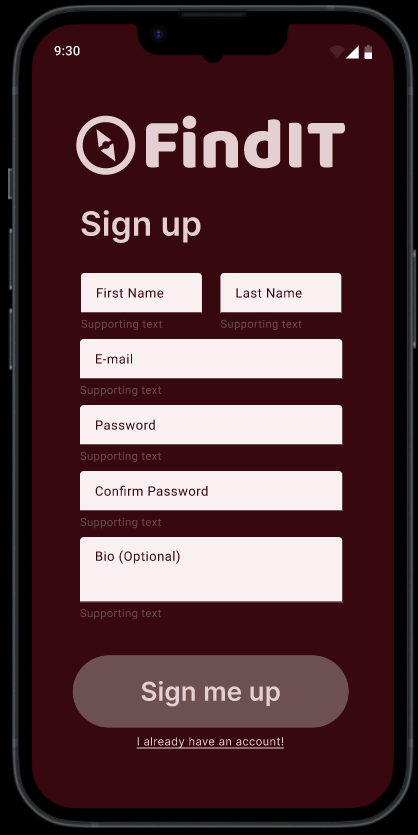 9:30
FindIT
Sign up
First Name Last Name
Supporting text Supporting text
E-mail
Supporting text
Password
Supporting text
Confirm Password
Supporting text
Bio (Optional)
Supporting text
Sign me up
I already have an account!